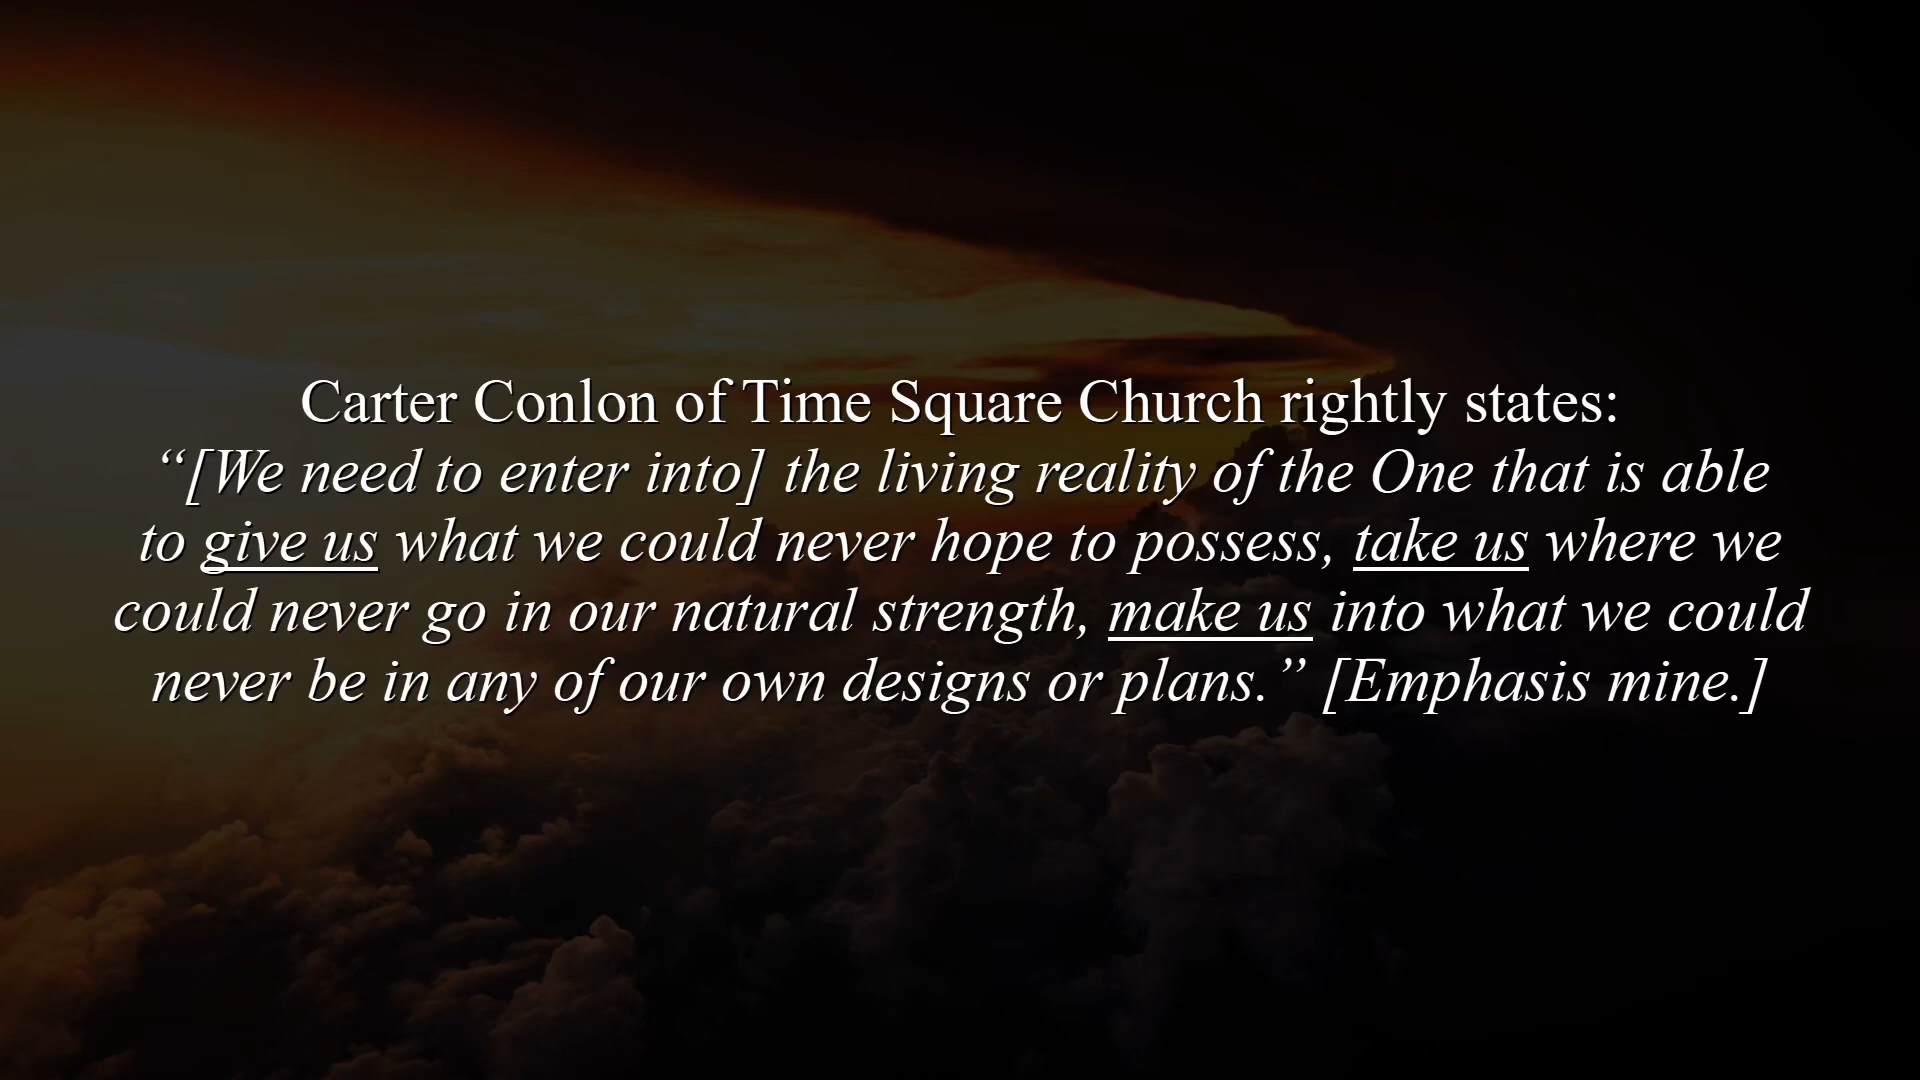 Carter Conlon of Time Square Church rightly states:
“[We need to enter into] the living reality of the One that is able
to give us what we could never hope to possess, take us where we
could never go in our natural strength, make us into what we could
never be in any of our own designs or plans.” [Emphasis mine.]